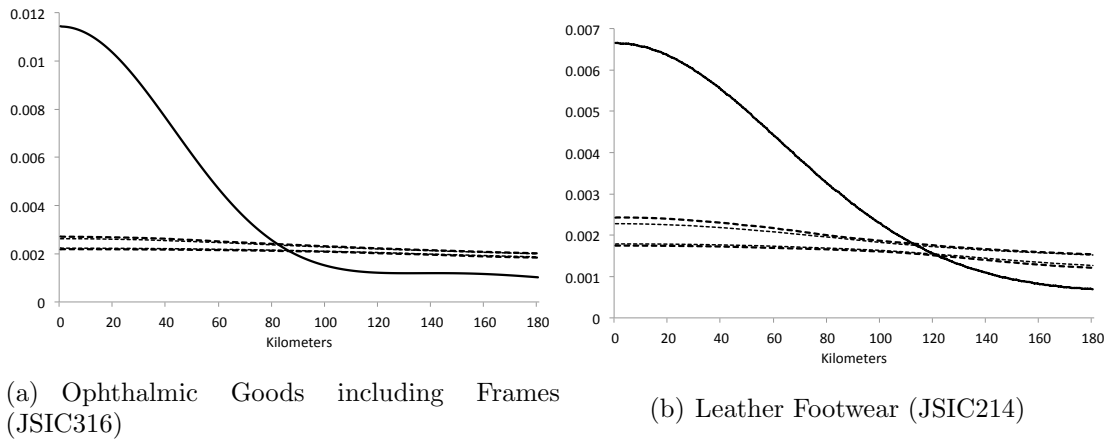 0.012
0.01
0.008
0.006
0.004
0.002
0
0 20 40 60 80 100 120 140 160 180
Kilometers
(a) Ophthalmic Goods including Frames
(JSIC316)
0.007
0.006
0.005
0.004
0.003
0.002
0.001
0
0 20 40 60 80 100 120 140 160 180
Kilometers
(b) Leather Footwear (JSIC214)